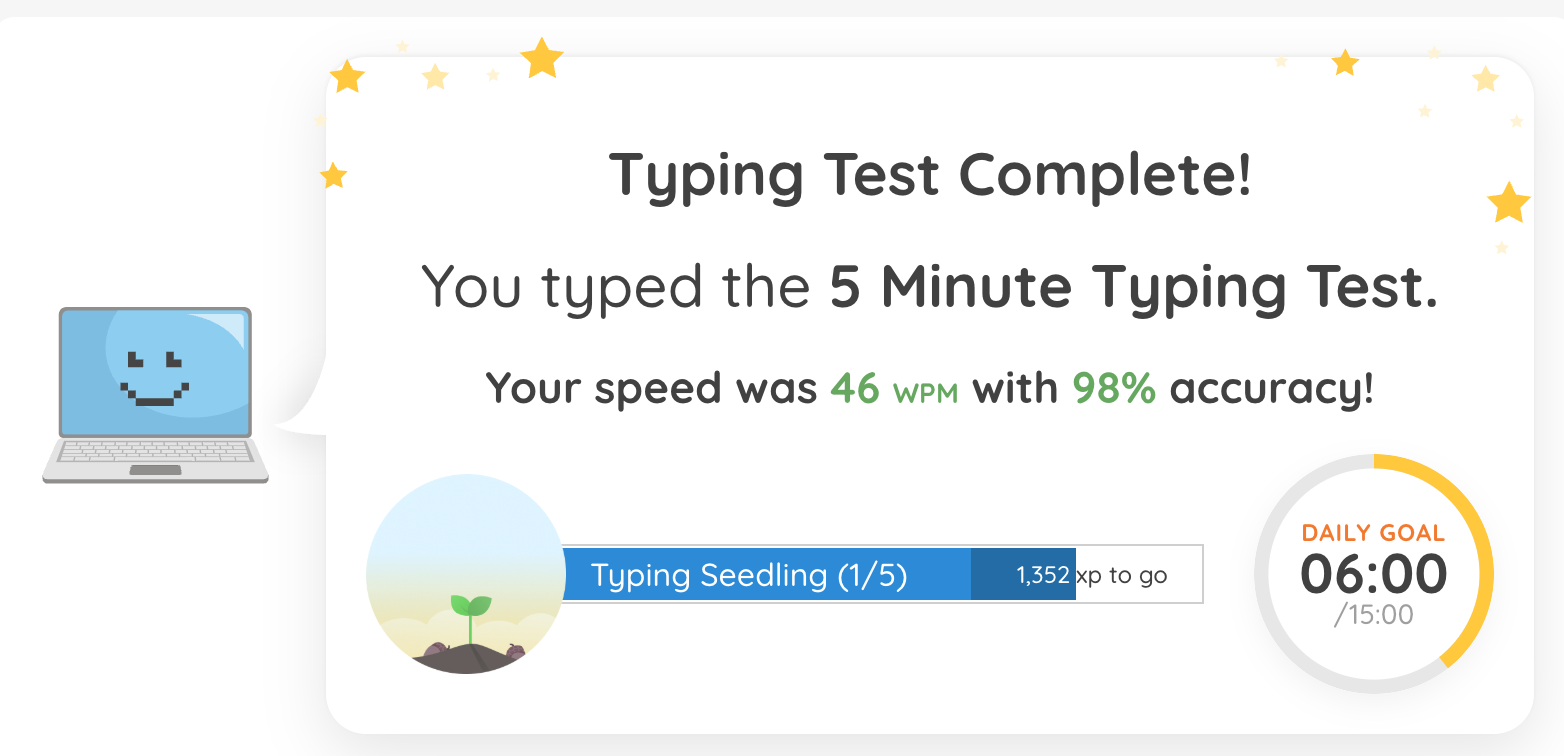 Typing Test Complete!
You typed the 5 Minute Typing Test.
Your speed was 46 WPM with 98% accuracy!
Typing Seedling (1/5) 1,352 xp to go
DAILY GOAL
06:00
/15:00